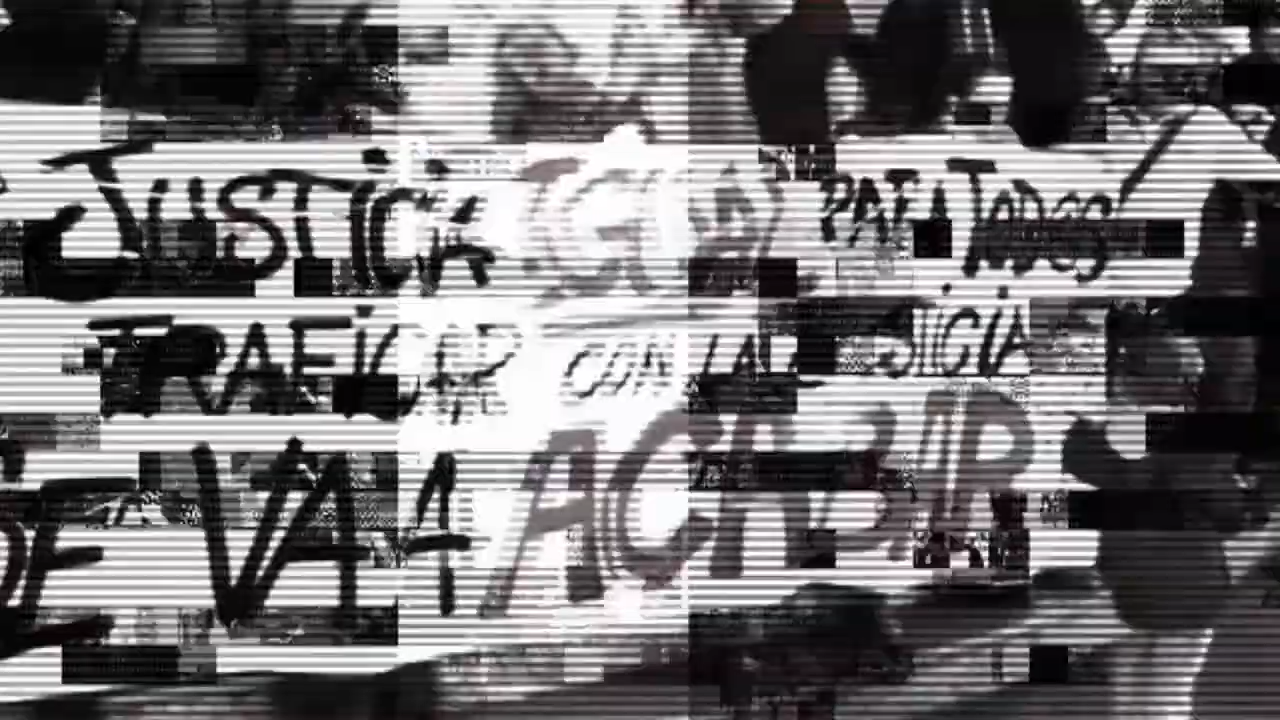 JUSTICIA IGUAL PARA TODOS
TRAFICAR CON LA JUSTICIA
SE VA A ACABAR